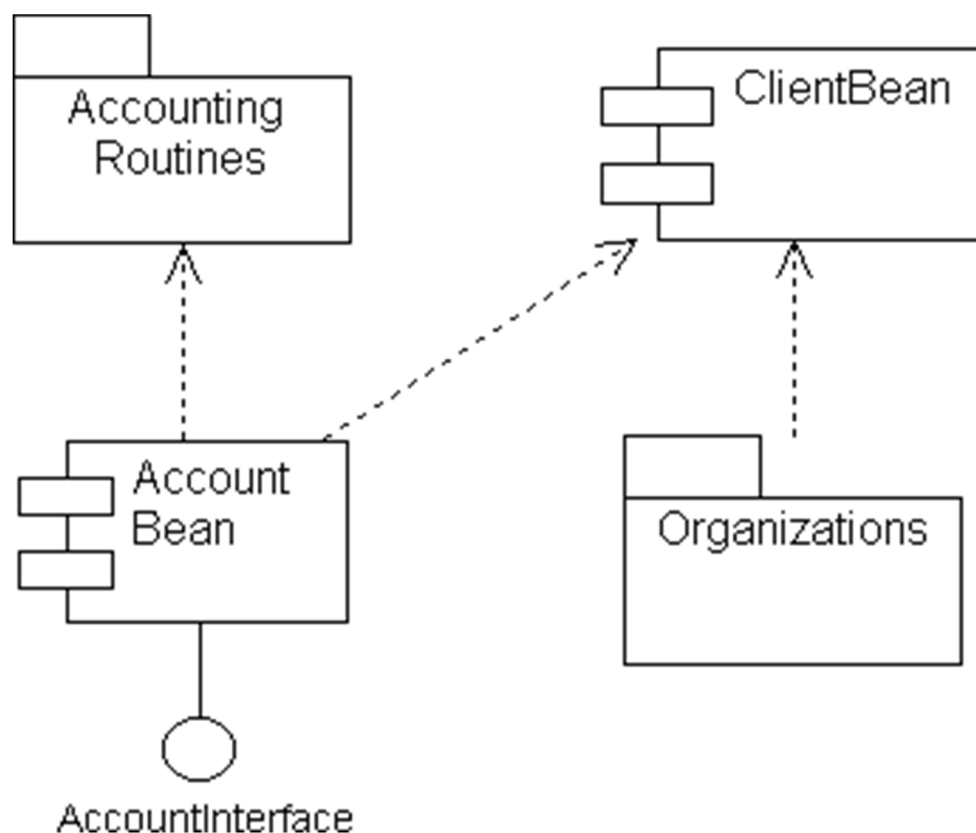 Accounting
Routines
ClientBean
Account
Bean
Organizations
AccountInterface